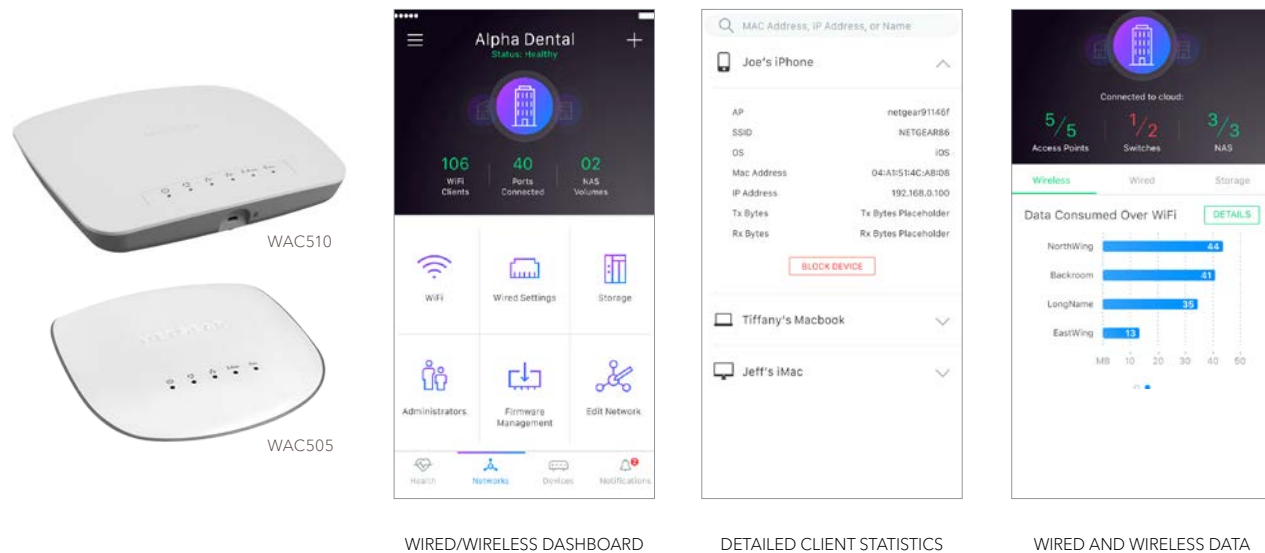 WAC510
WAC505
Alpha Dental
Status: Healthy
106
40
02
WiFi
Clients
Ports
Connected
NAS
Volumes
WiFi
Wired Settings
Storage
Administrators
Firmware
Management
Edit Network
Health
Networks
Devices
Notifications
2
WIRED/WIRELESS DASHBOARD
MAC Address, IP Address, or Name
Joe's iPhone
AP netgear91146f
SSID NETGEAR86
OS iOS
Mac Address 04:A1:51:4C:AB:08
IP Address 192.168.0.100
Tx Bytes Tx Bytes Placeholder
Rx Bytes Rx Bytes Placeholder
BLOCK DEVICE
Tiffany's Macbook
Jeff's iMac
DETAILED CLIENT STATISTICS
Connected to cloud:
5/5
1/2
3/3
Access Points
Switches
NAS
Wireless
Wired
Storage
Data Consumed Over WiFi
DETAILS
NorthWing 44
Backroom 41
LongName 35
EastWing 13
MB 10 20 30 40 50
WIRED AND WIRELESS DATA